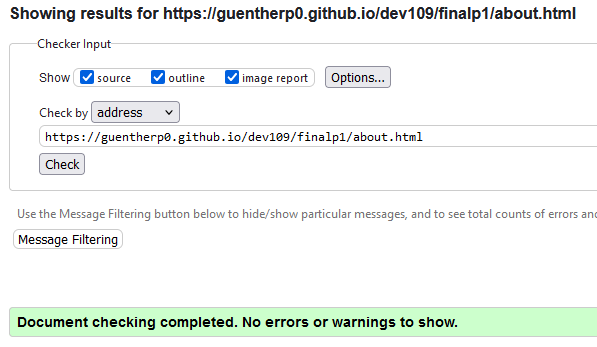 Showing results for https://guentherp0.github.io/dev109/finalp1/about.html
Checker Input
Show source outline image report Options...
Check by address
https://guentherp0.github.io/dev109/finalp1/about.html
Check
Use the Message Filtering button below to hide/show particular messages, and to see total counts of errors and
Message Filtering
Document checking completed. No errors or warnings to show.